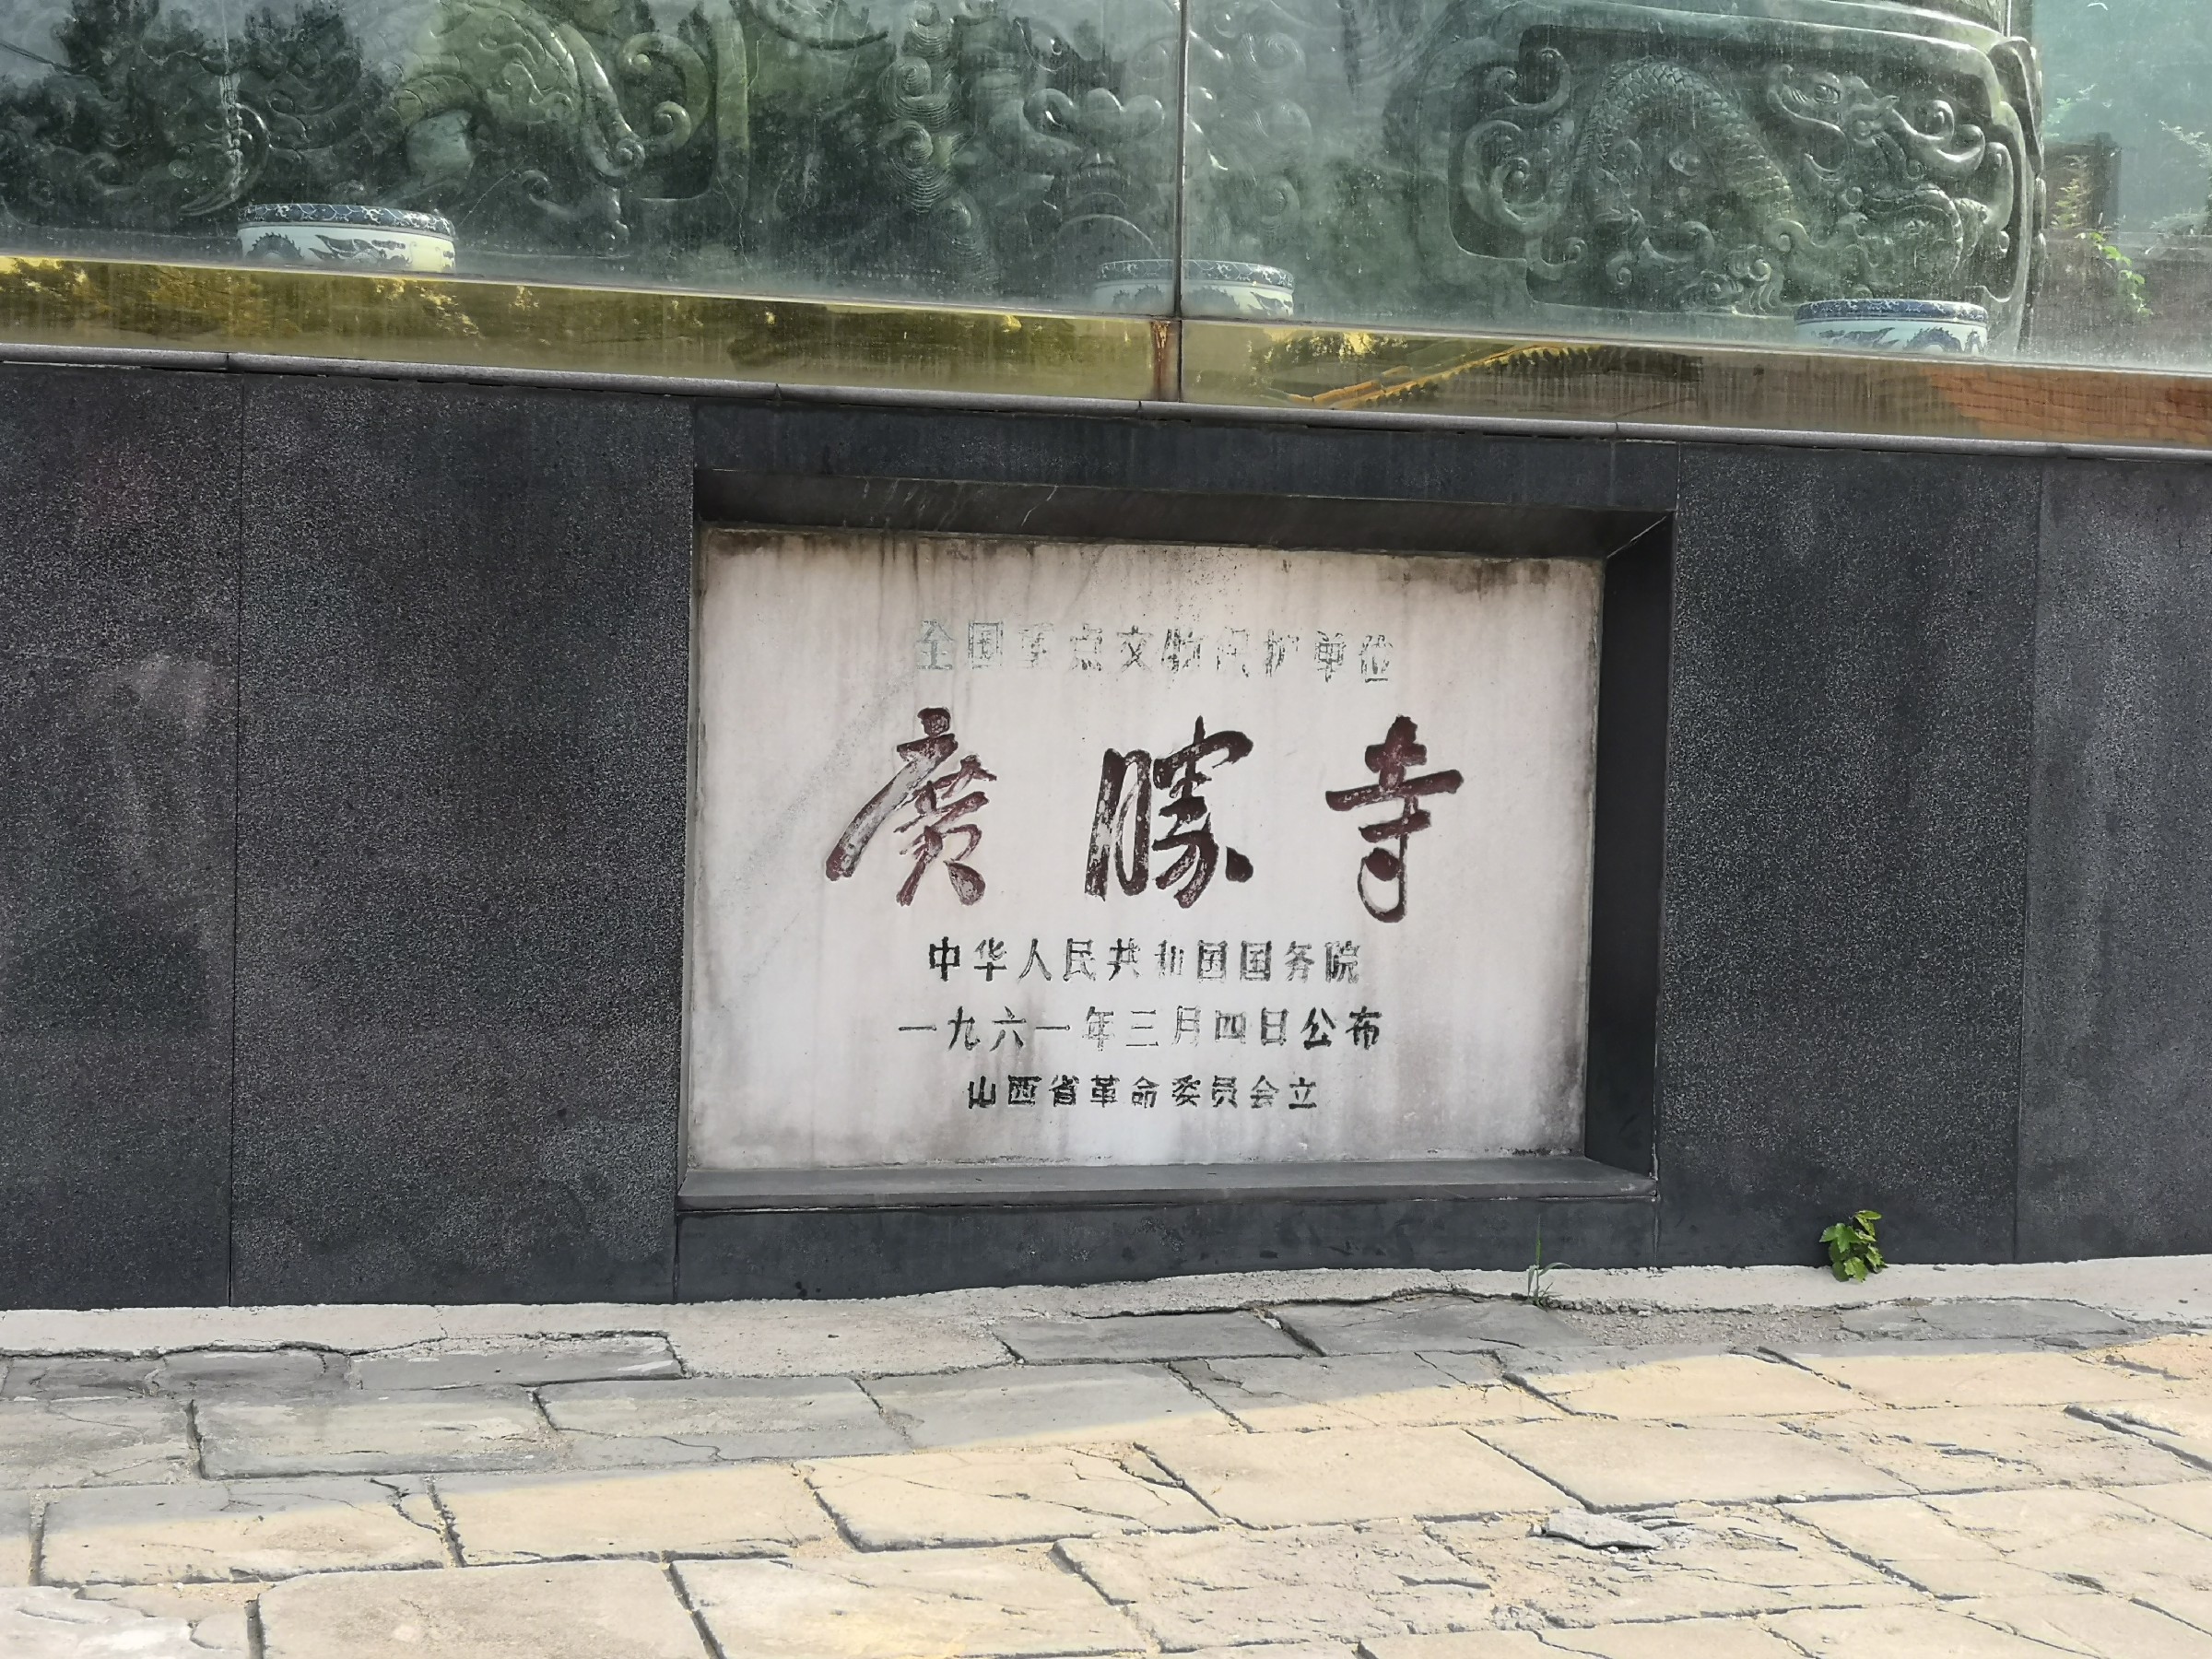 全国重点文物保护单位
廣勝寺
中华人民共和国国务院
一九六一年三月四日公布
山西省革命委员会立